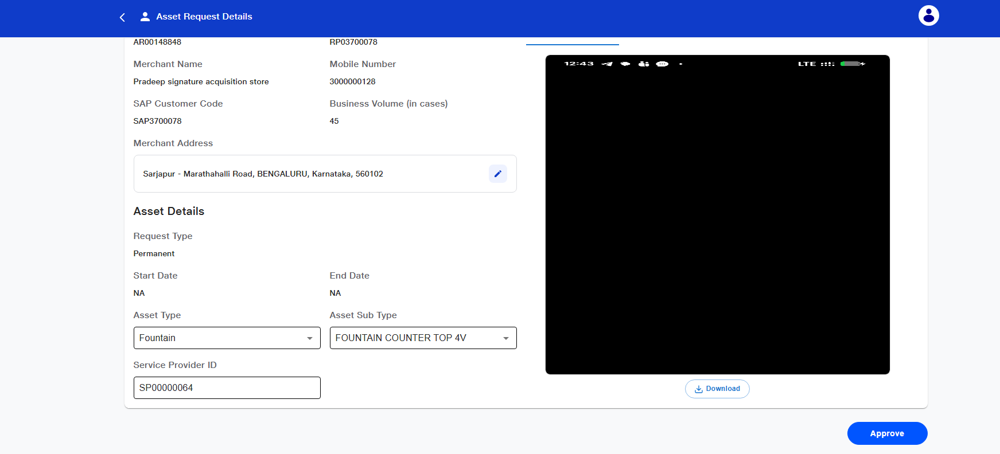 Asset Request Details
AR00148848
RP03700078
Merchant Name
Mobile Number
Pradeep signature acquisition store
3000000128
SAP Customer Code
Business Volume (in cases)
SAP3700078
45
Merchant Address
Sarjapur - Marathahalli Road, BENGALURU, Karnataka, 560102
Asset Details
Request Type
Permanent
Start Date
End Date
NA
NA
Asset Type
Asset Sub Type
Fountain
FOUNTAIN COUNTER TOP 4V
Service Provider ID
SP00000064
12:43
LTE
Download
Approve